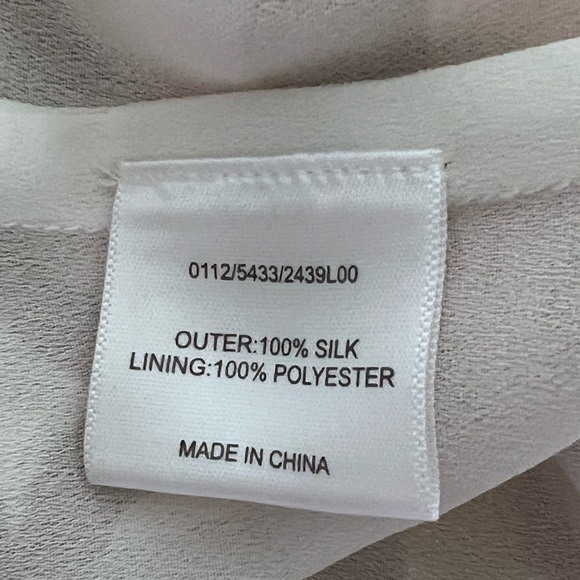 0112/5433/2439L00
OUTER:100% SILK
LINING:100% POLYESTER
MADE IN CHINA